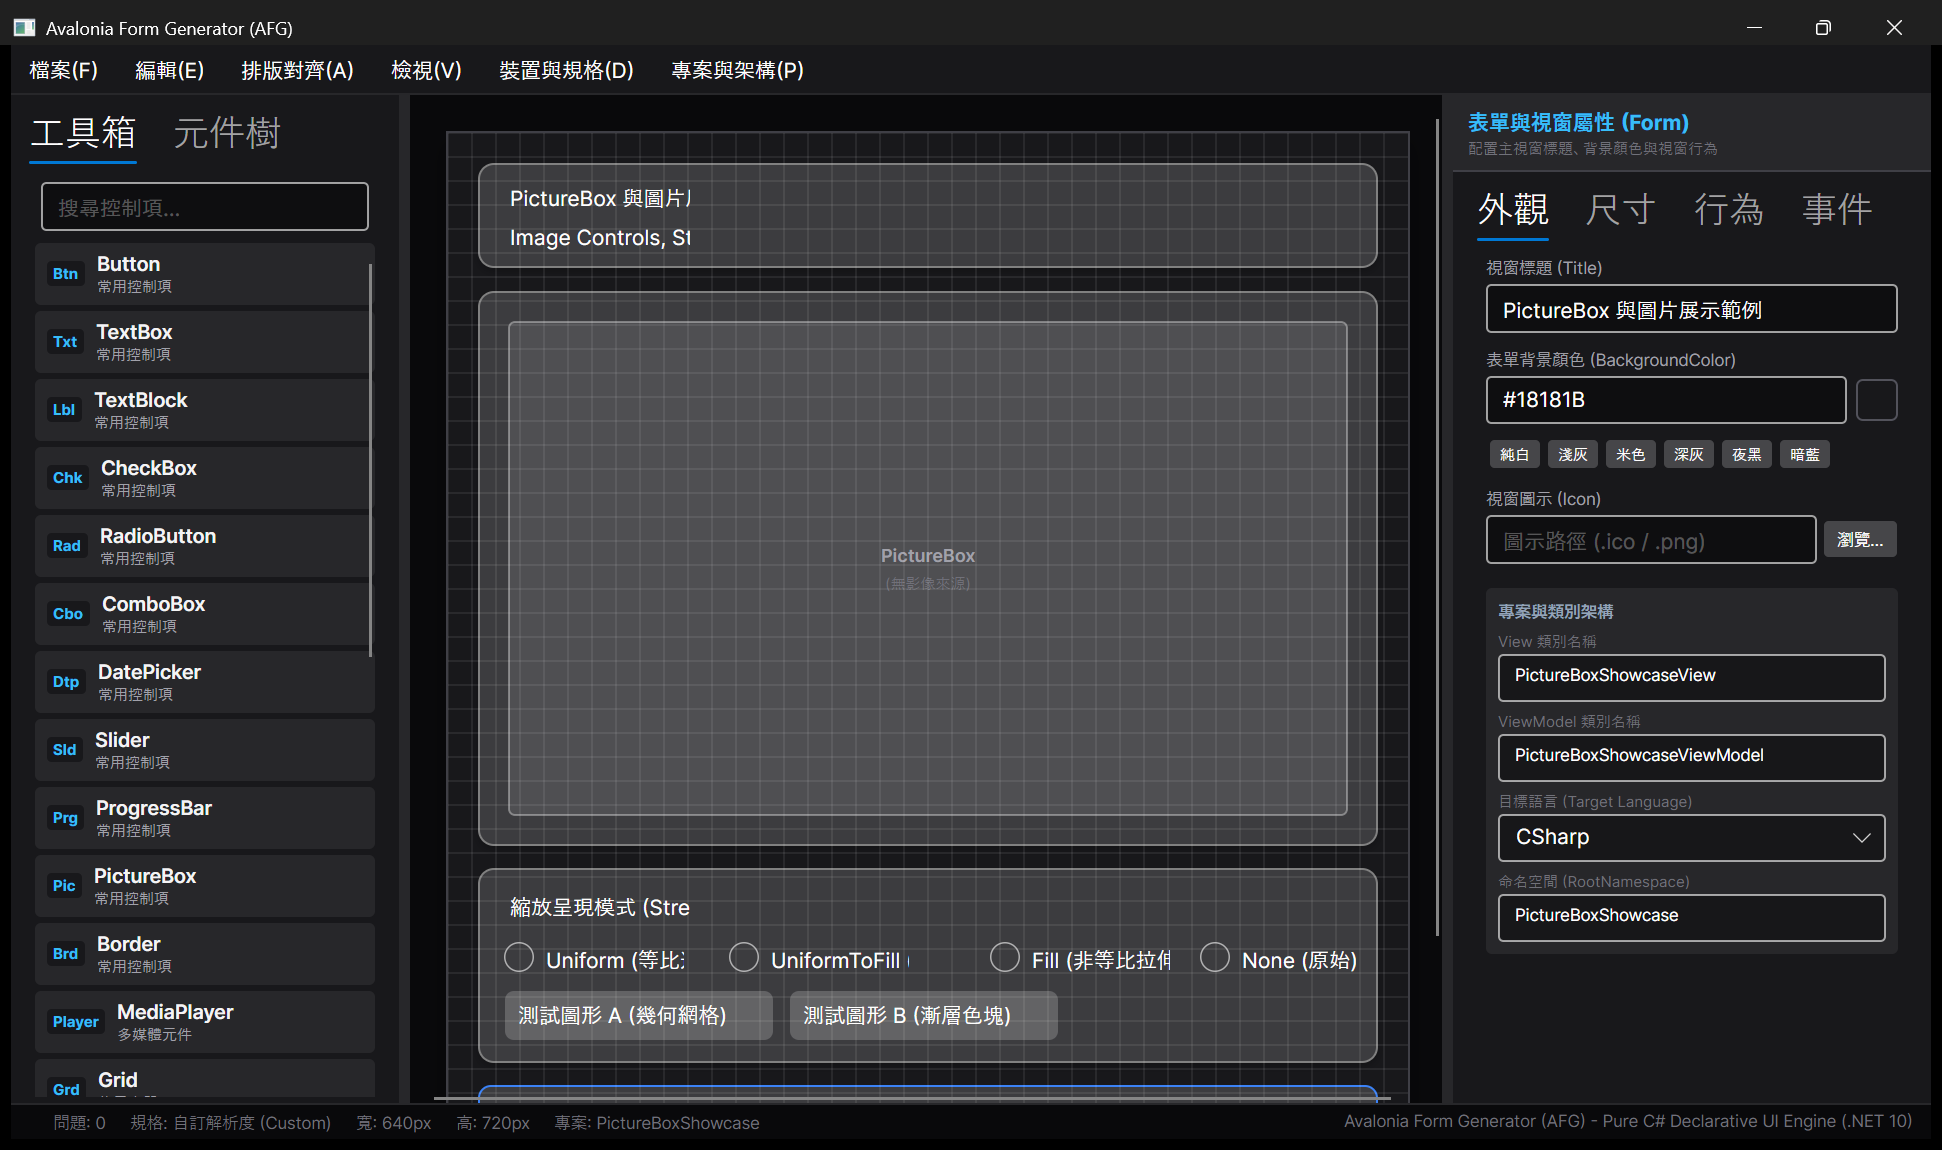 Avalonia Form Generator (AFG)
檔案(F) 編輯(E) 排版對齊(A) 檢視(V) 裝置與規格(D) 專案與架構(P)
工具箱 元件樹
搜尋控制項...
Btn Button
常用控制項
Txt TextBox
常用控制項
Lbl TextBlock
常用控制項
Chk CheckBox
常用控制項
Rad RadioButton
常用控制項
Cbo ComboBox
常用控制項
Dtp DatePicker
常用控制項
Sld Slider
常用控制項
Prg ProgressBar
常用控制項
Pic PictureBox
常用控制項
Brd Border
常用控制項
Player MediaPlayer
多媒體元件
Grd Grid
PictureBox 與圖片
Image Controls, St
PictureBox
(無影像來源)
縮放呈現模式 (Stre
Uniform (等比 UniformToFill ( Fill (非等比拉伸 None (原始)
測試圖形 A (幾何網格) 測試圖形 B (漸層色塊)
表單與視窗屬性 (Form)
配置主視窗標題、背景顏色與視窗行為
外觀 尺寸 行為 事件
視窗標題 (Title)
PictureBox 與圖片展示範例
表單背景顏色 (BackgroundColor)
#18181B
純白 淺灰 米色 深灰 夜黑 暗藍
視窗圖示 (Icon)
圖示路徑 (.ico / .png) 瀏覽...
專案與類別架構
View 類別名稱
PictureBoxShowcaseView
ViewModel 類別名稱
PictureBoxShowcaseViewModel
目標語言 (Target Language)
CSharp
命名空間 (RootNamespace)
PictureBoxShowcase
問題: 0 規格: 自訂解析度 (Custom) 寬: 640px 高: 720px 專案: PictureBoxShowcase
Avalonia Form Generator (AFG) - Pure C# Declarative UI Engine (.NET 10)